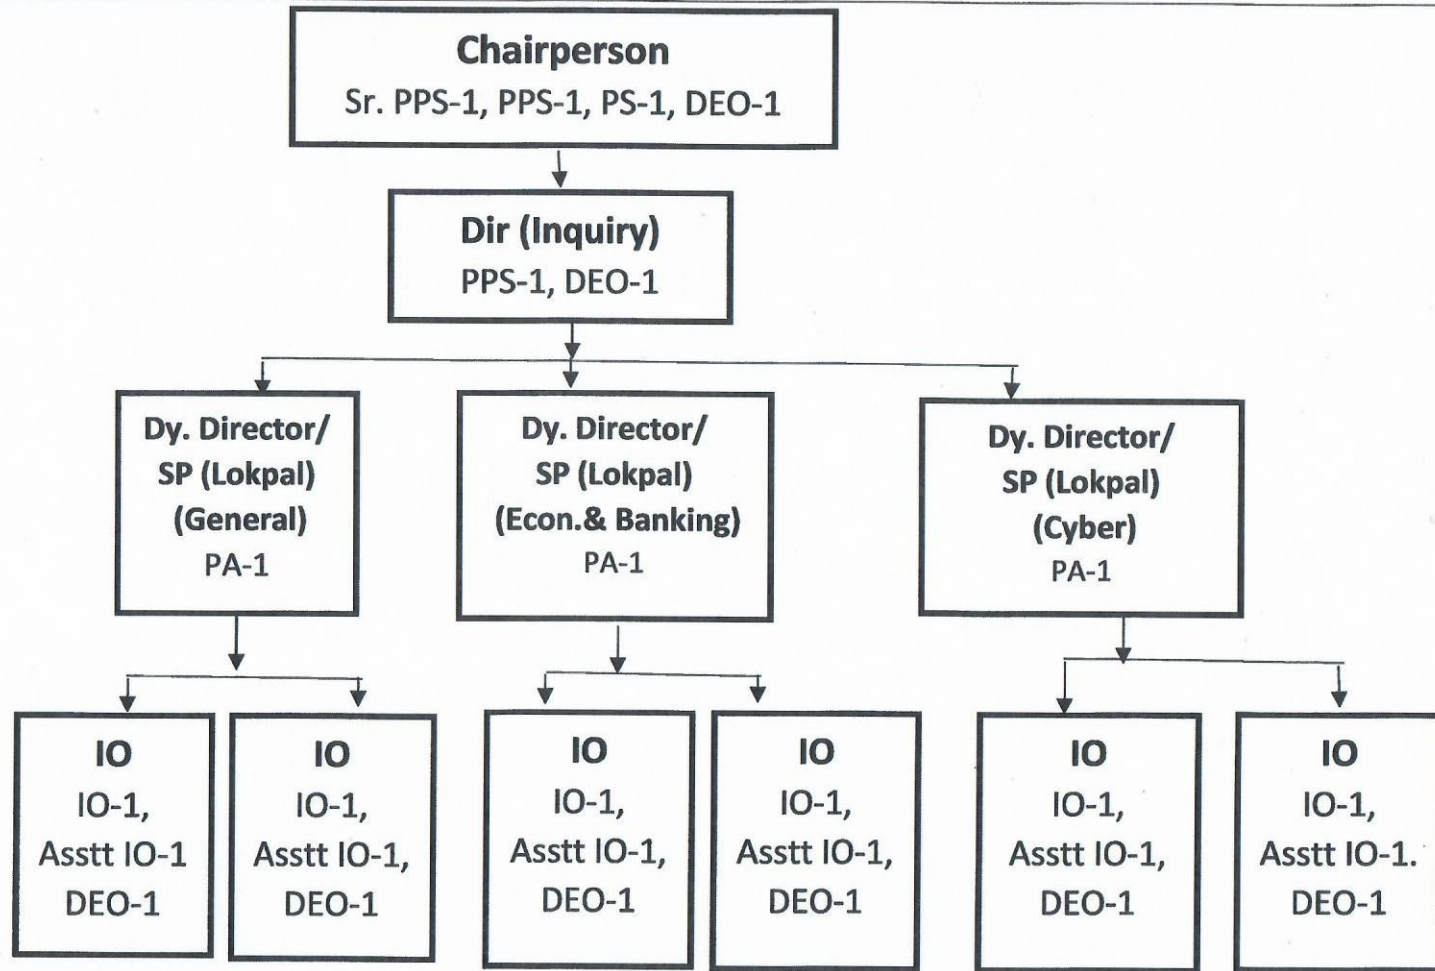 Chairperson
Sr. PPS-1, PPS-1, PS-1, DEO-1
Dir (Inquiry)
PPS-1, DEO-1
Dy. Director/
SP (Lokpal)
(General)
PA-1
Dy. Director/
SP (Lokpal)
(Econ.& Banking)
PA-1
Dy. Director/
SP (Lokpal)
(Cyber)
PA-1
IO
IO-1,
Asstt IO-1
DEO-1
IO
IO-1,
Asstt IO-1,
DEO-1
IO
IO-1,
Asstt IO-1,
DEO-1
IO
IO-1,
Asstt IO-1,
DEO-1
IO
IO-1,
Asstt IO-1,
DEO-1
IO
IO-1,
Asstt IO-1.
DEO-1